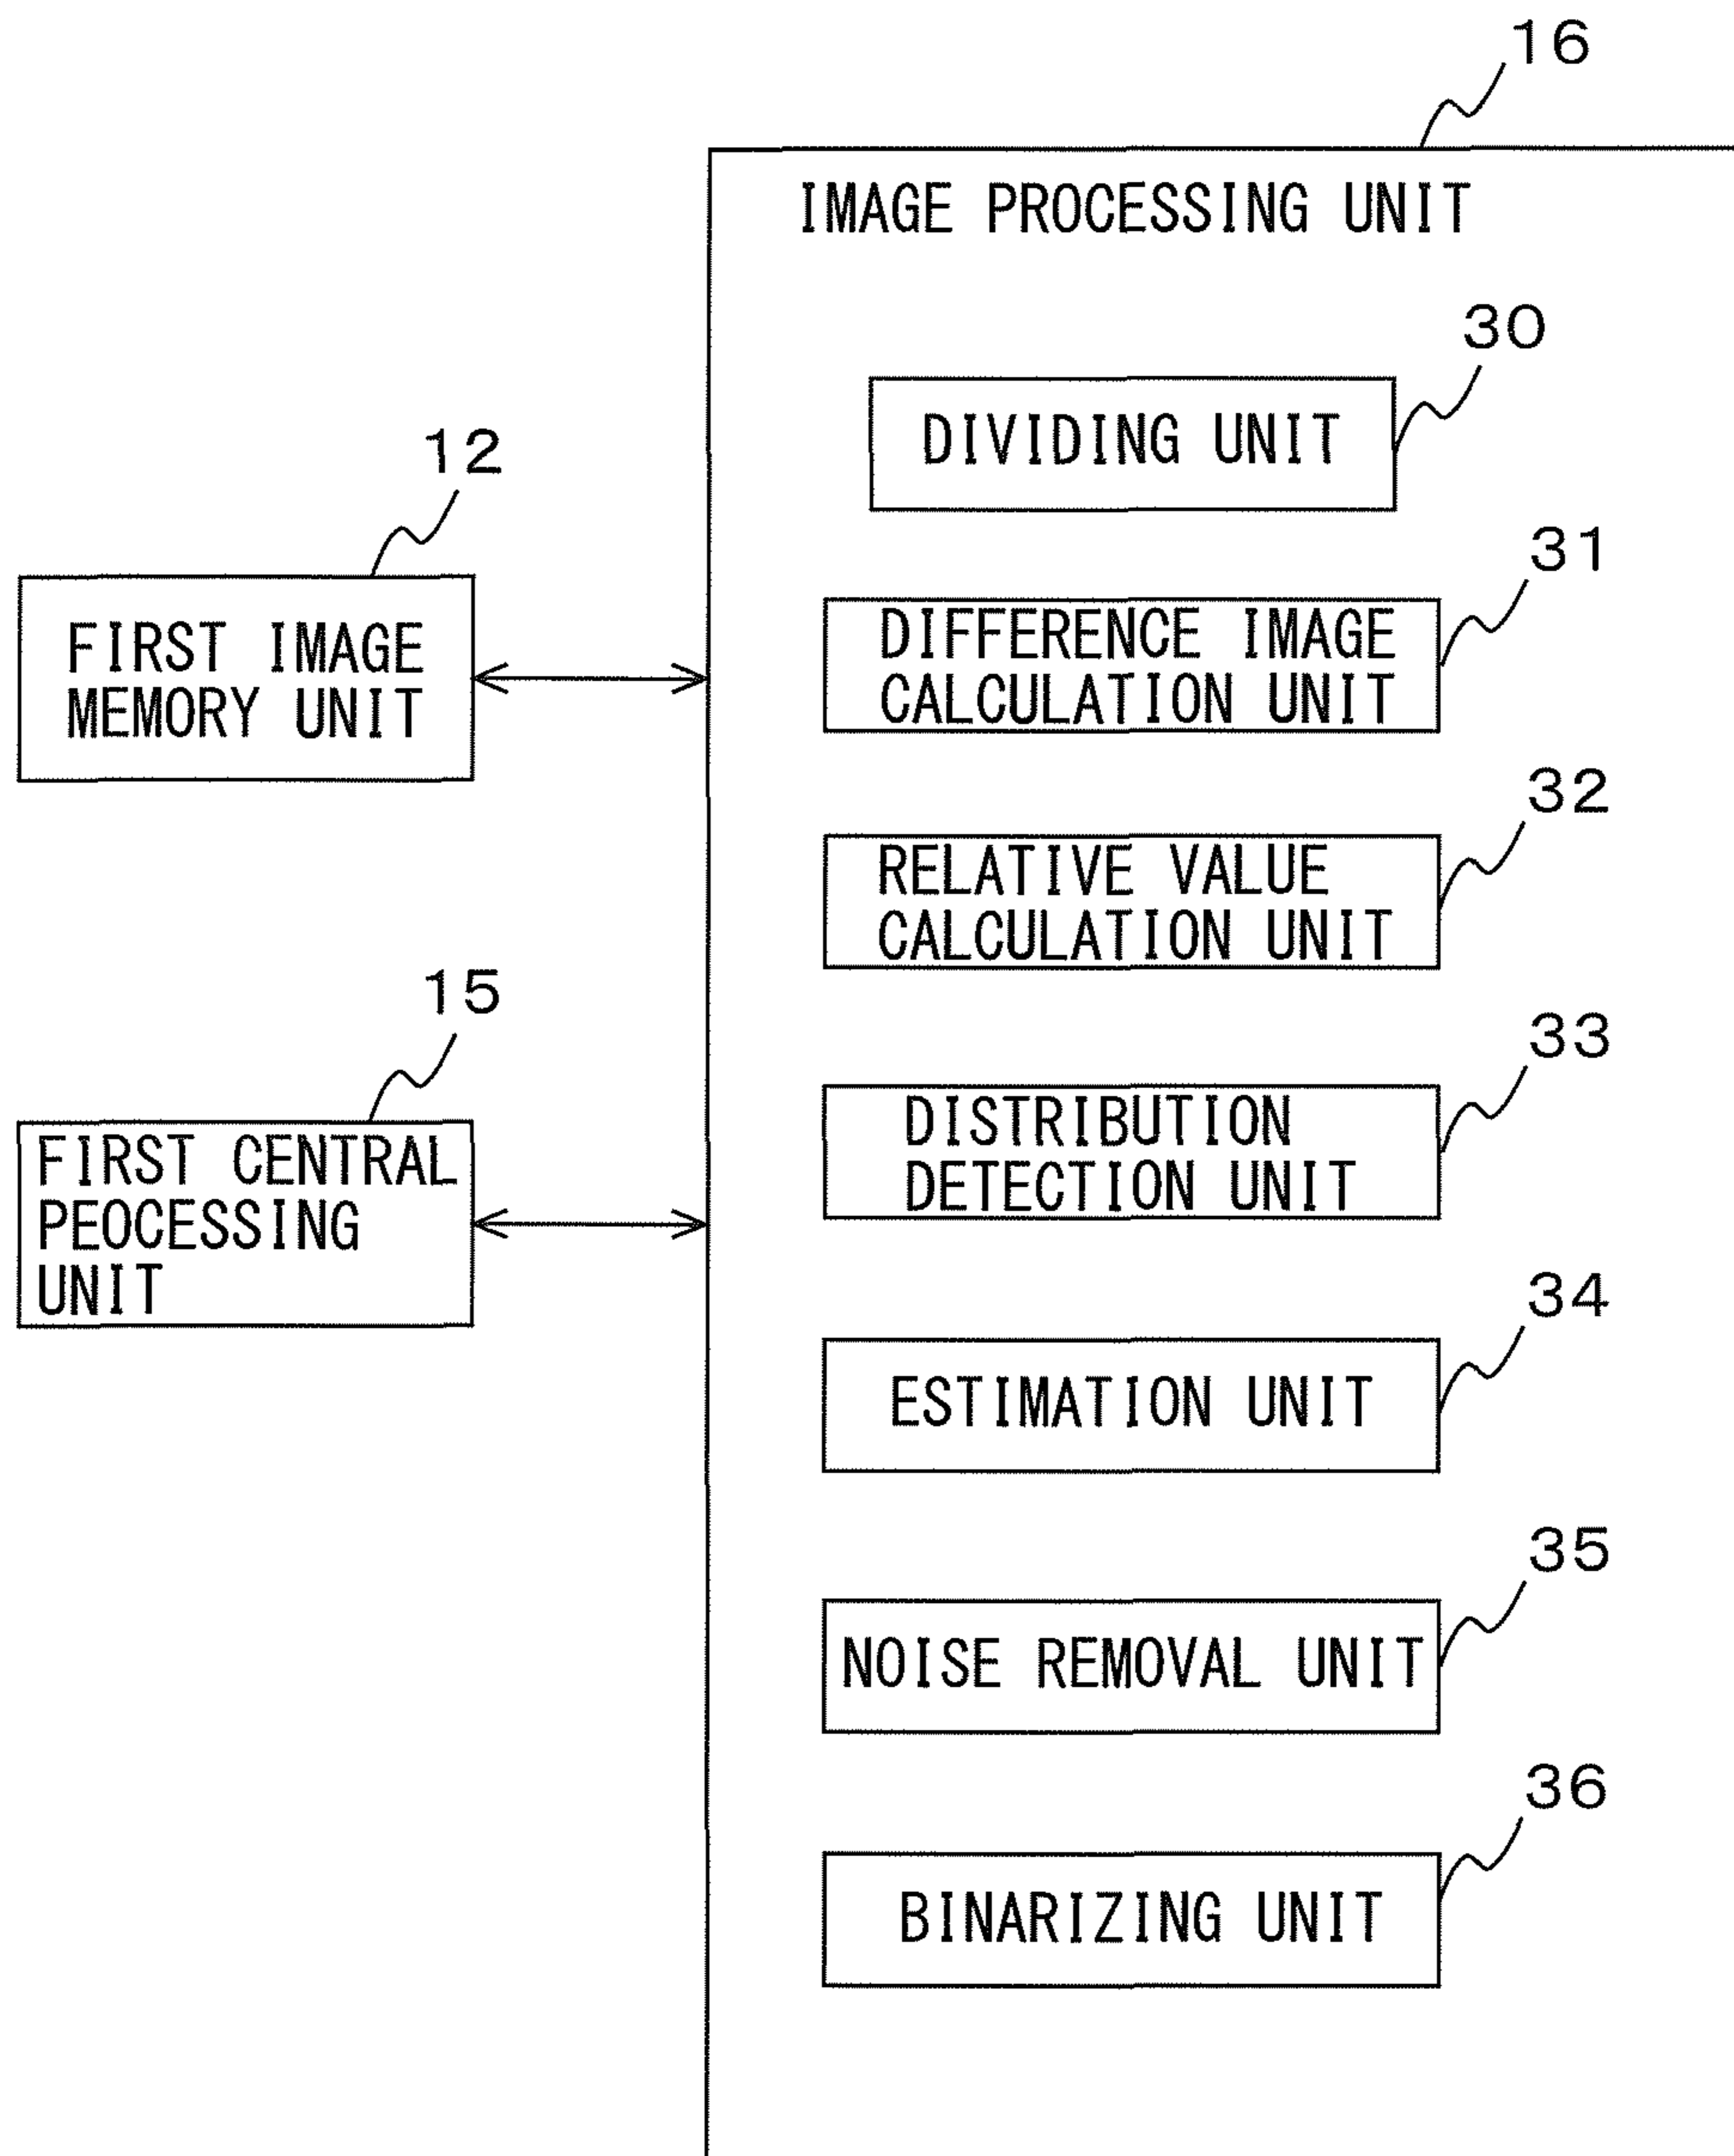 16
IMAGE PROCESSING UNIT
30
DIVIDING UNIT
12
FIRST IMAGE
MEMORY UNIT
31
DIFFERENCE IMAGE
CALCULATION UNIT
32
RELATIVE VALUE
CALCULATION UNIT
15
FIRST CENTRAL
PEOCESSING
UNIT
33
DISTRIBUTION
DETECTION UNIT
34
ESTIMATION UNIT
35
NOISE REMOVAL UNIT
36
BINARIZING UNIT